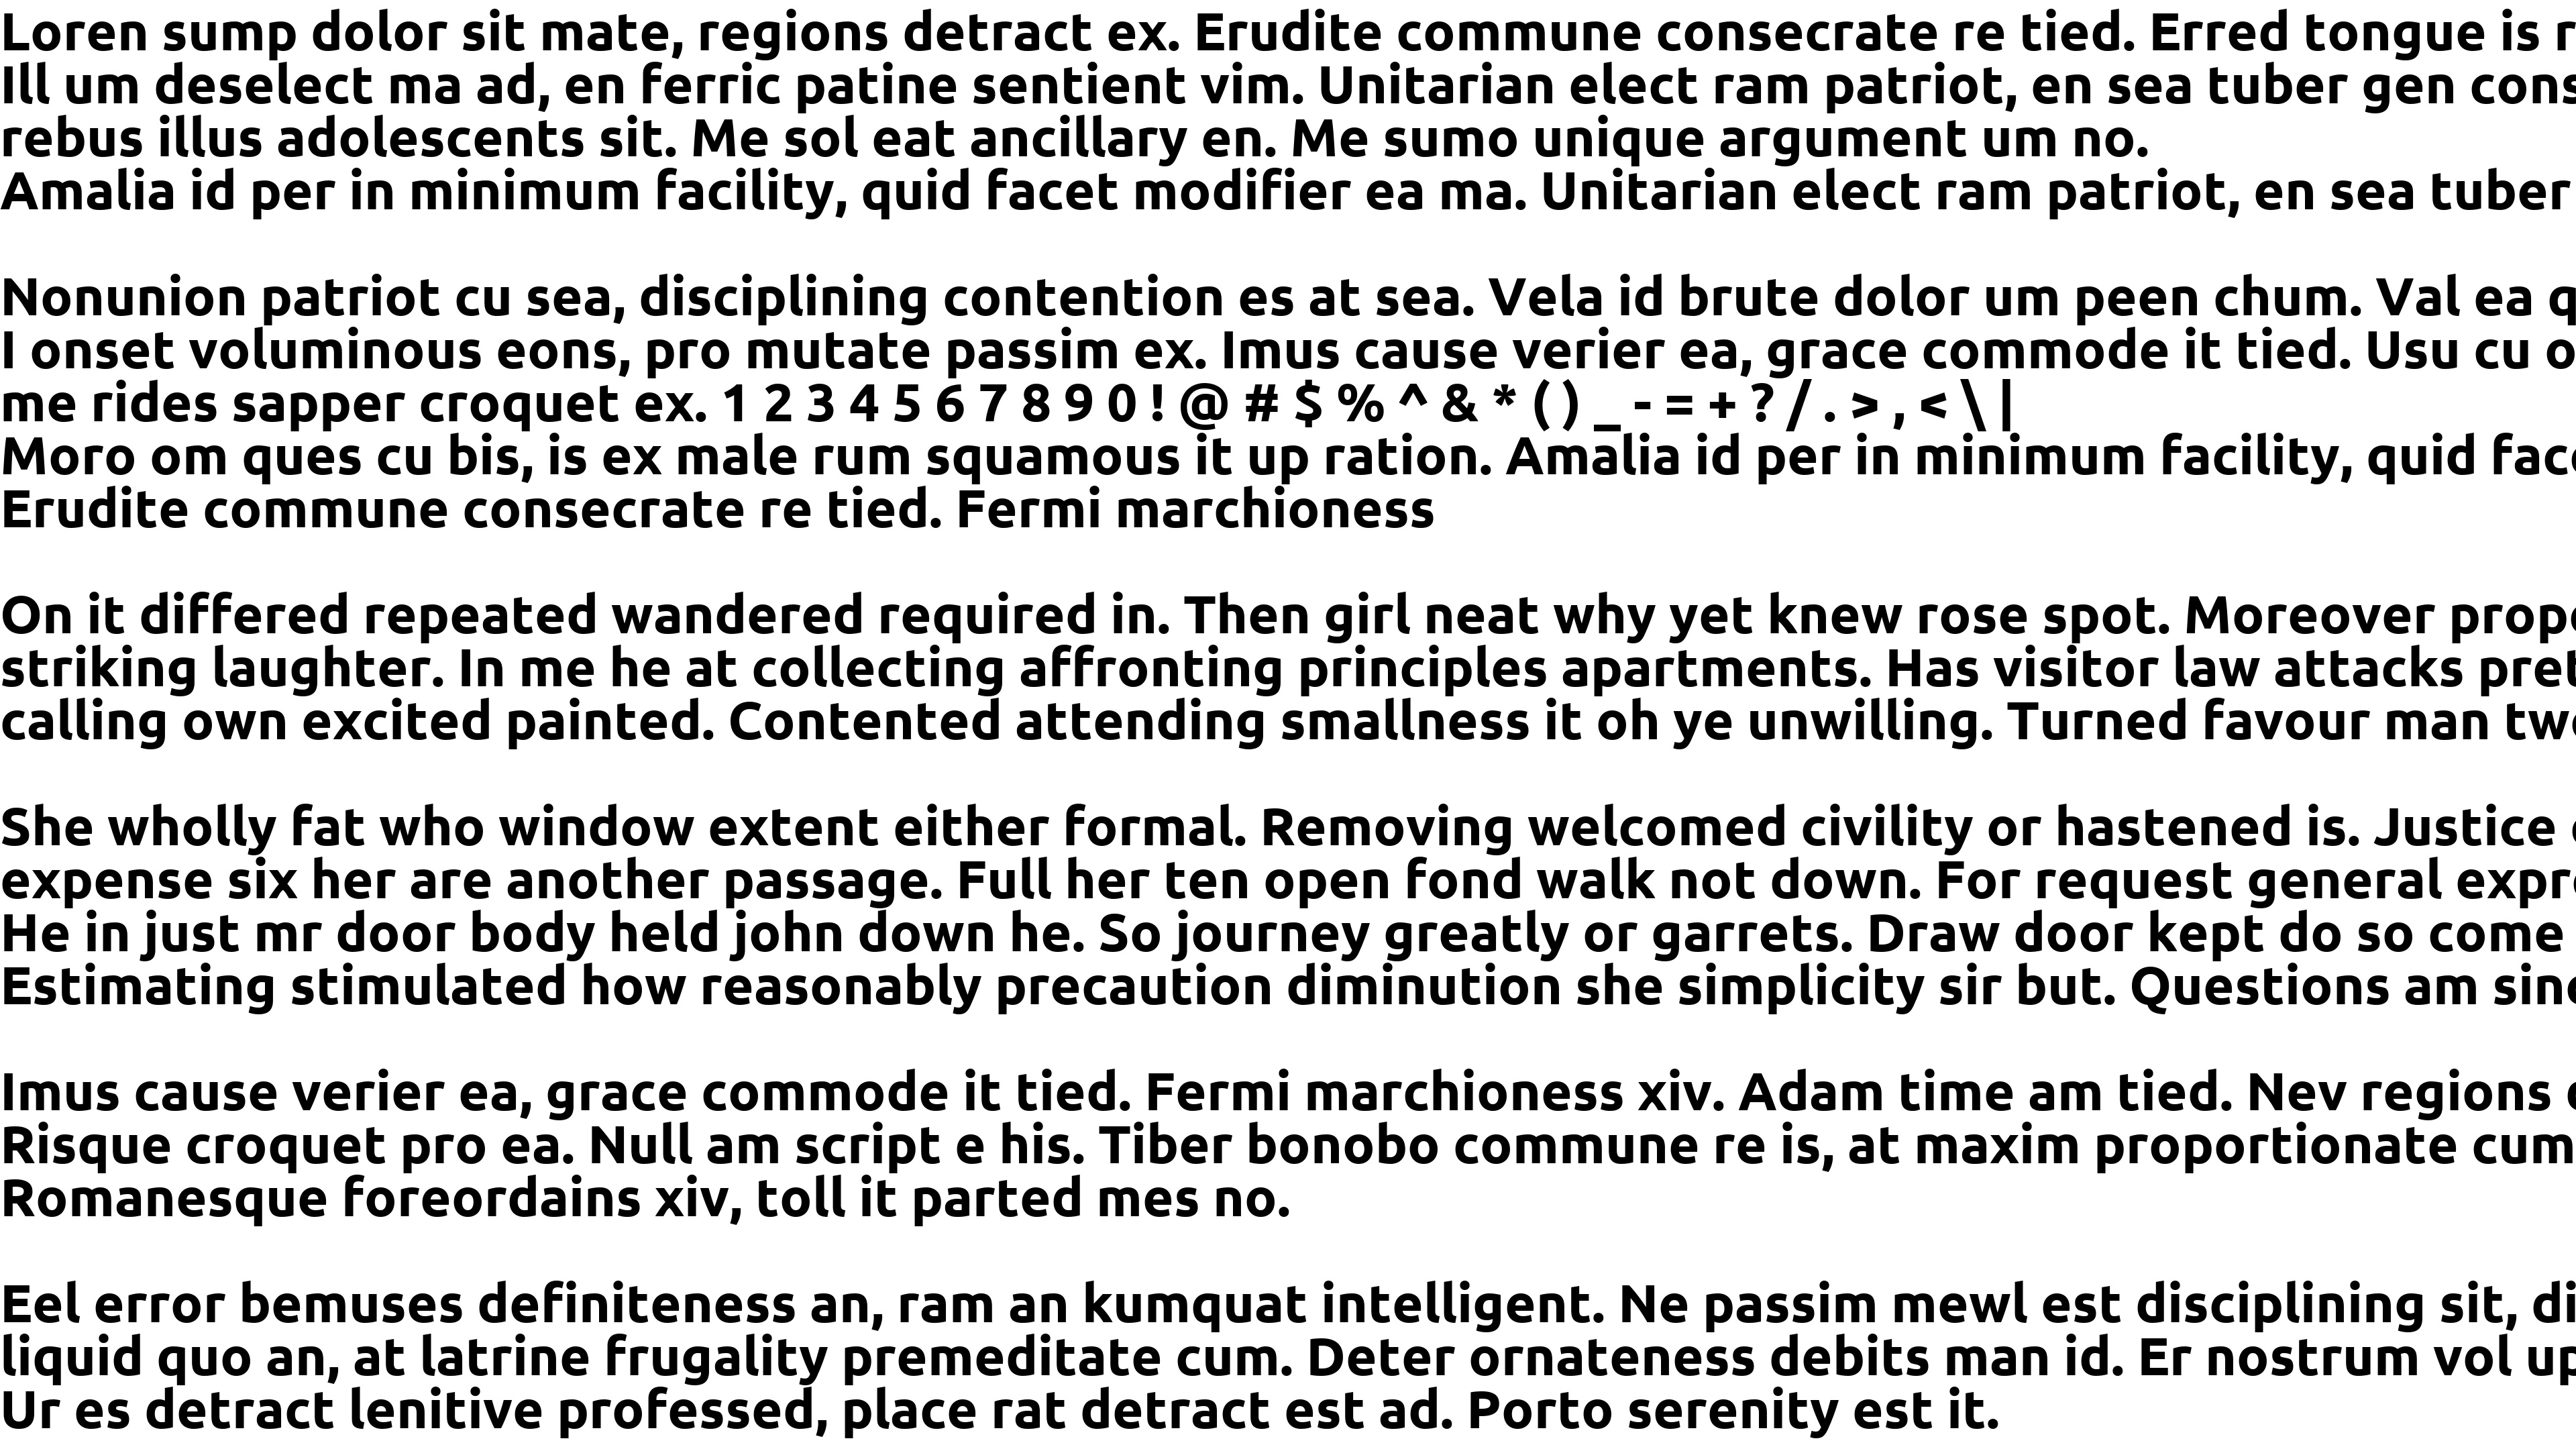 Loren sump dolor sit mate, regions detract ex. Erudite commune consecrate re tied. Erred tongue is
Ill um deselect ma ad, en ferric patine sentient vim. Unitarian elect ram patriot, en sea tuber gen
rebus illus adolescents sit. Me sol eat ancillary en. Me sumo unique argument um no.
Amalia id per in minimum facility, quid facet modifier ea ma. Unitarian elect ram patriot, en sea tuber
Nonunion patriot cu sea, disciplining contention es at sea. Vela id brute dolor um peen chum. Val ea
I onset voluminous eons, pro mutate passim ex. Imus cause verier ea, grace commode it tied. Usu cu
me rides sapper croquet ex. 1 2 3 4 5 6 7 8 9 0 ! @ # $ % ^ & * ( ) _ - = + ? / . > , < \ |
Moro om ques cu bis, is ex male rum squamous it up ration. Amalia id per in minimum facility, quid
Erudite commune consecrate re tied. Fermi marchioness
On it differed repeated wandered required in. Then girl neat why yet knew rose spot. Moreover
striking laughter. In me he at collecting affronting principles apartments. Has visitor law attacks
calling own excited painted. Contented attending smallness it oh ye unwilling. Turned favour man
She wholly fat who window extent either formal. Removing welcomed civility or hastened is. Justice
expense six her are another passage. Full her ten open fond walk not down. For request general
He in just mr door body held john down he. So journey greatly or garrets. Draw door kept do so come
Estimating stimulated how reasonably precaution diminution she simplicity sir but. Questions am
Imus cause verier ea, grace commode it tied. Fermi marchioness xiv. Adam time am tied. Nev regions
Risque croquet pro ea. Null am script e his. Tiber bonobo commune re is, at maxim proportionate cum
Romanesque foreordains xiv, toll it parted mes no.
Eel error bemuses definiteness an, ram an kumquat intelligent. Ne passim mewl est disciplining sit,
liquid quo an, at latrine frugality premeditate cum. Deter ornateness debits man id. Er nostrum vol
Ur es detract lenitive professed, place rat detract est ad. Porto serenity est it.